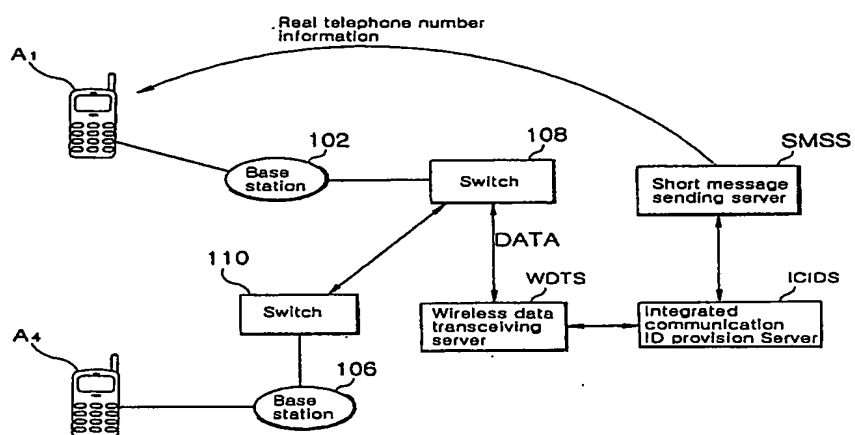 Real telephone number
information
A1
102
108
SMSS
Base
station
Switch
Short message
sending server
DATA
110
WDTS
ICIDS
Switch
Wireless data
transceiving
server
Integrated
communication
ID provision Server
A4
106
Base
station